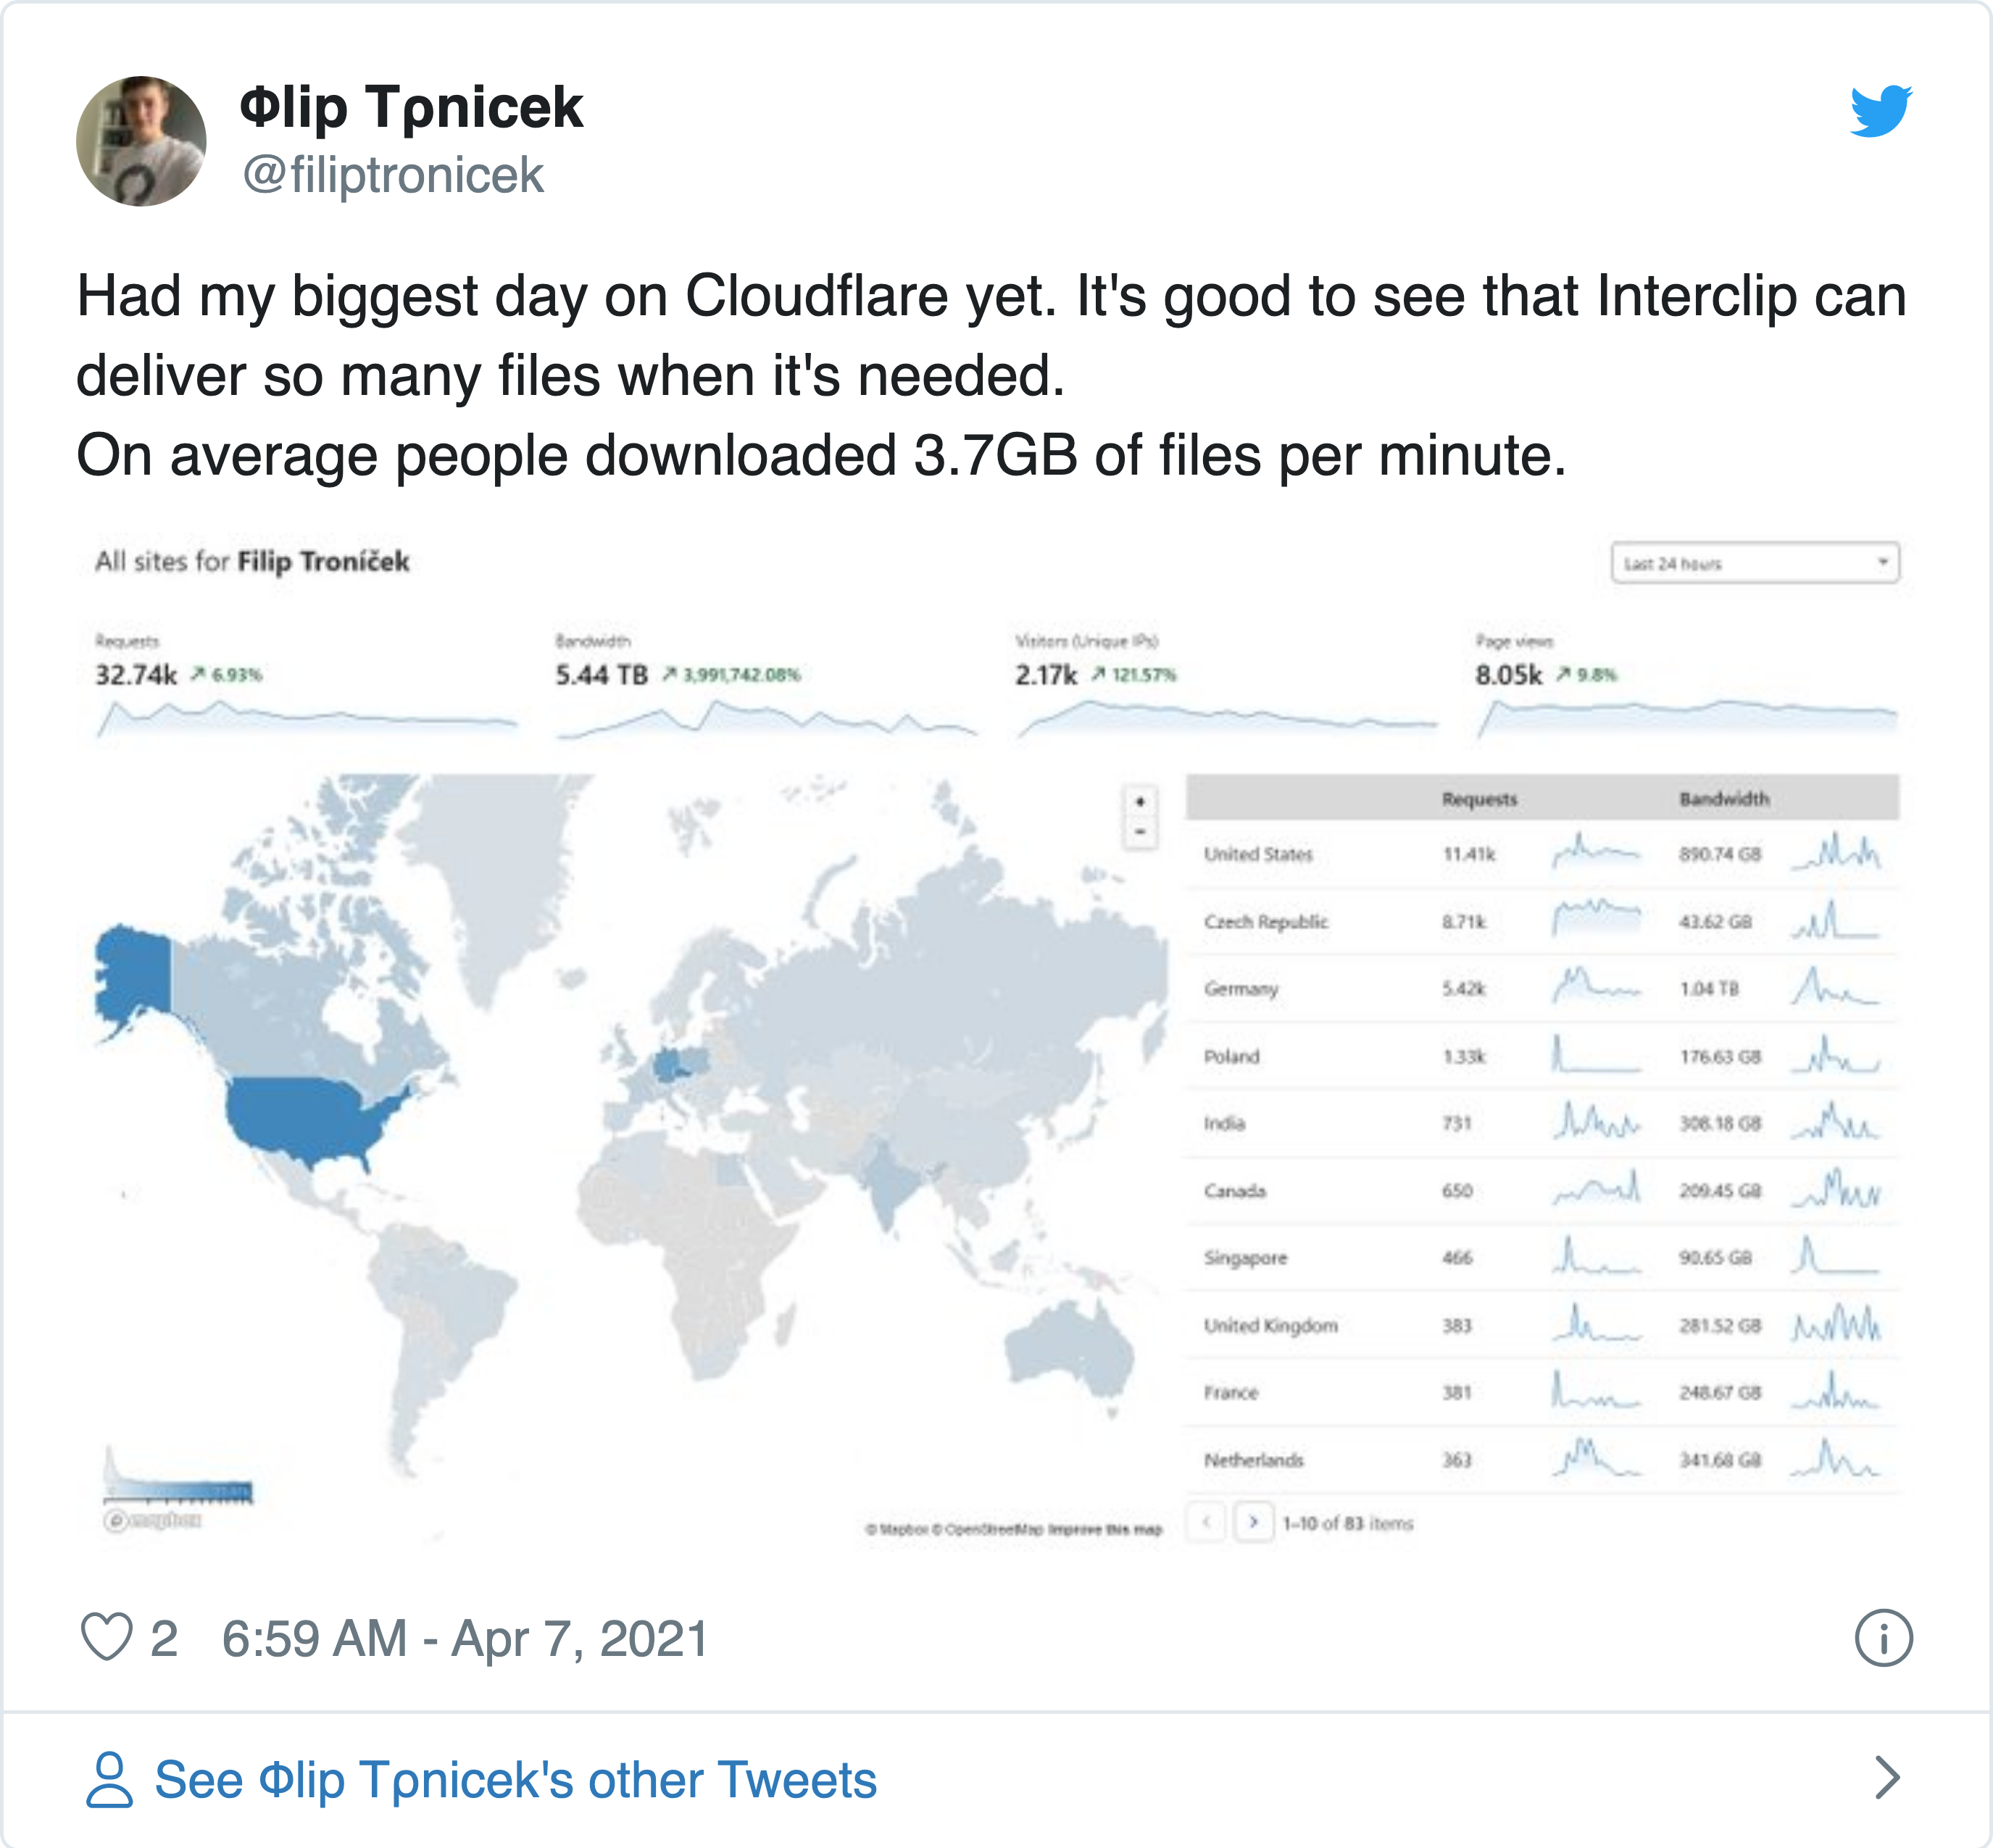 Φlip Tρnicek
@filiptronicek
Had my biggest day on Cloudflare yet. It's good to see that Interclip can
deliver so many files when it's needed.
On average people downloaded 3.7GB of files per minute.
All sites for Filip Troníček
Last 24 hours
Requests
32.74k ↗ 6.93%
Bandwidth
5.44 TB ↗ 3,991,742.08%
Visitors (Unique IPs)
2.17k ↗ 121.57%
Page views
8.05k ↗ 9.8%
+
-
Requests Bandwidth
United States 11.41k 890.74 GB
Czech Republic 8.71k 43.62 GB
Germany 5.42k 1.04 TB
Poland 1.33k 176.63 GB
India 731 308.18 GB
Canada 650 209.45 GB
Singapore 466 90.65 GB
United Kingdom 383 281.52 GB
France 381 248.67 GB
Netherlands 363 341.68 GB
mapbox
© Mapbox © OpenStreetMap Improve this map
1-10 of 83 items
2 6:59 AM - Apr 7, 2021
See Φlip Tρnicek's other Tweets